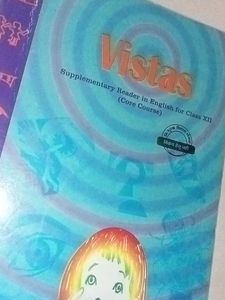 Vistas
Supplementary Reader in English for Class XII
(Core Course)